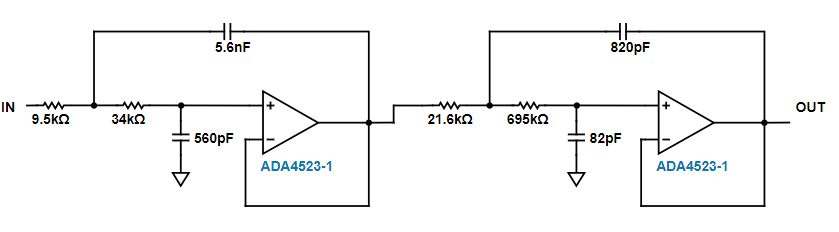 5.6nF
820pF
IN
OUT
+
+
9.5kΩ
34kΩ
21.6kΩ
695kΩ
560pF
82pF
−
−
ADA4523-1
ADA4523-1